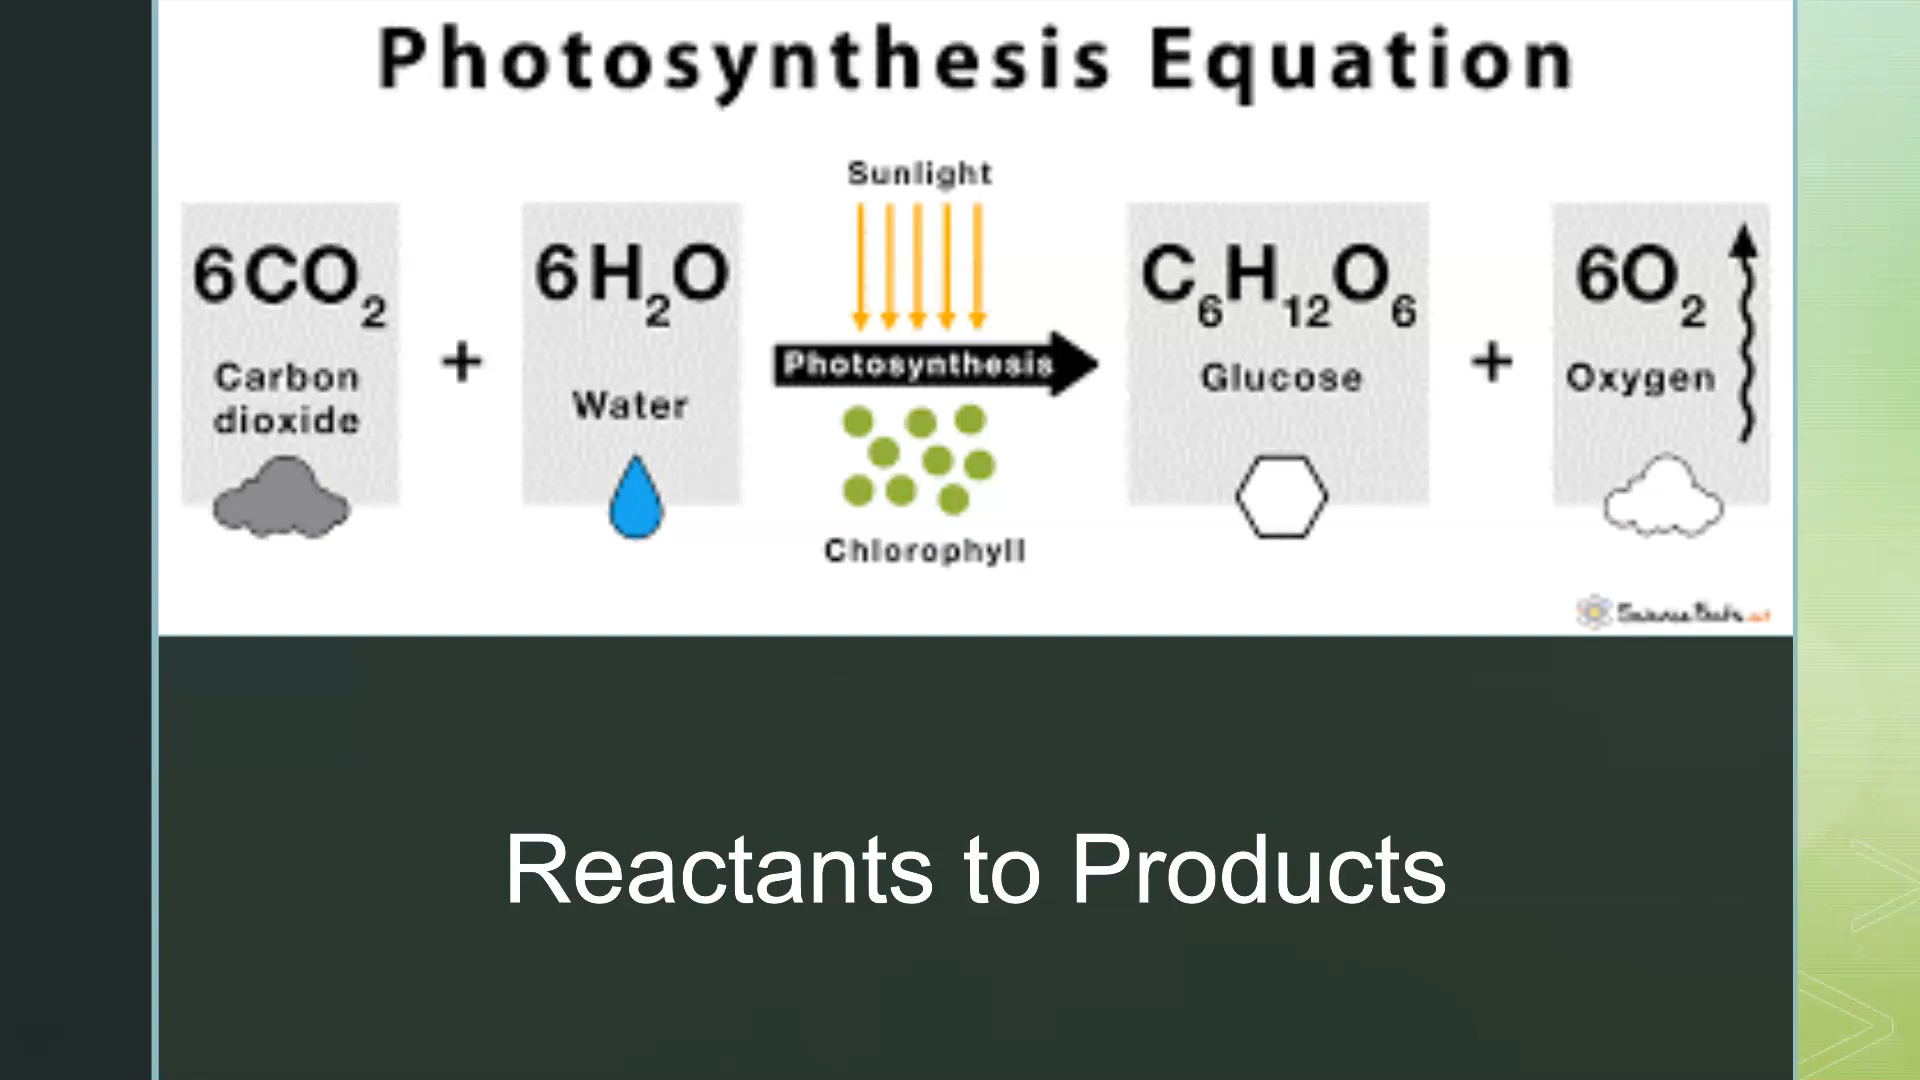 Photosynthesis Equation
Sunlight
6CO₂ + 6H₂O Photosynthesis C₆H₁₂O₆ + 6O₂
Carbon dioxide
Water
Glucose
Oxygen
Chlorophyll
Reactants to Products